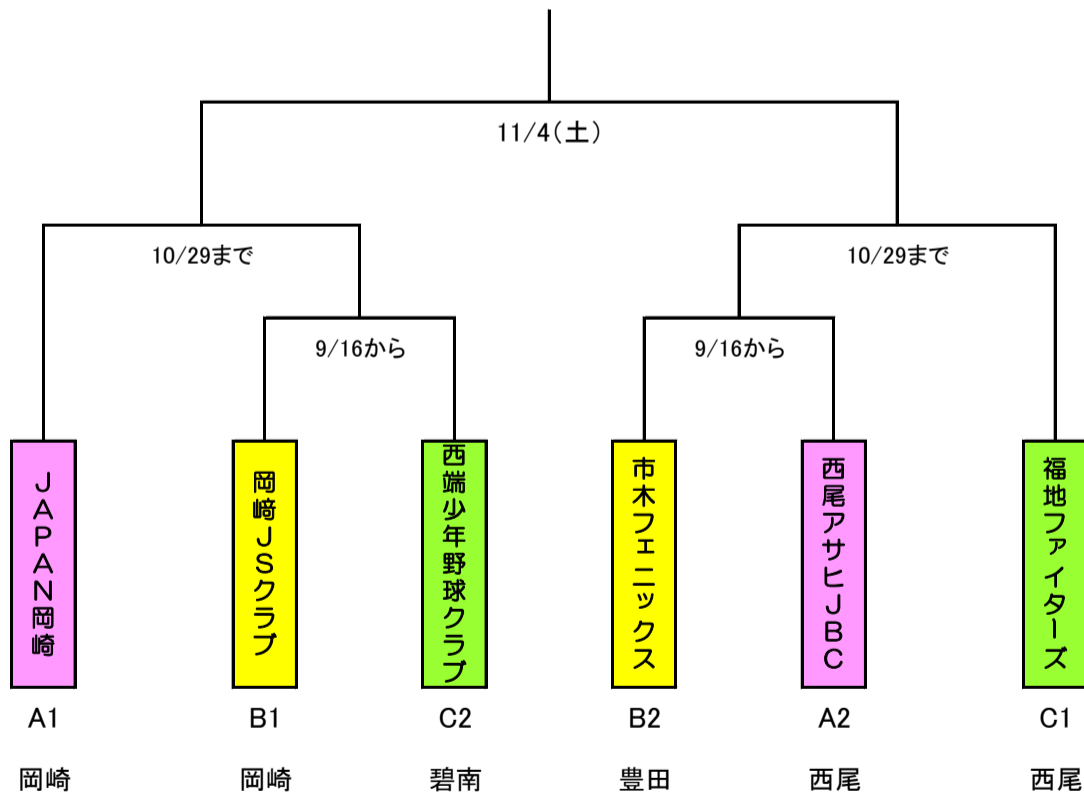 11/4(土)
10/29まで
10/29まで
9/16から
9/16から
JAPAN岡崎
岡﨑JSクラブ
西端少年野球クラブ
市木フェニックス
西尾アサヒJBC
福地ファイターズ
A1
B1
C2
B2
A2
C1
岡崎
岡崎
碧南
豊田
西尾
西尾